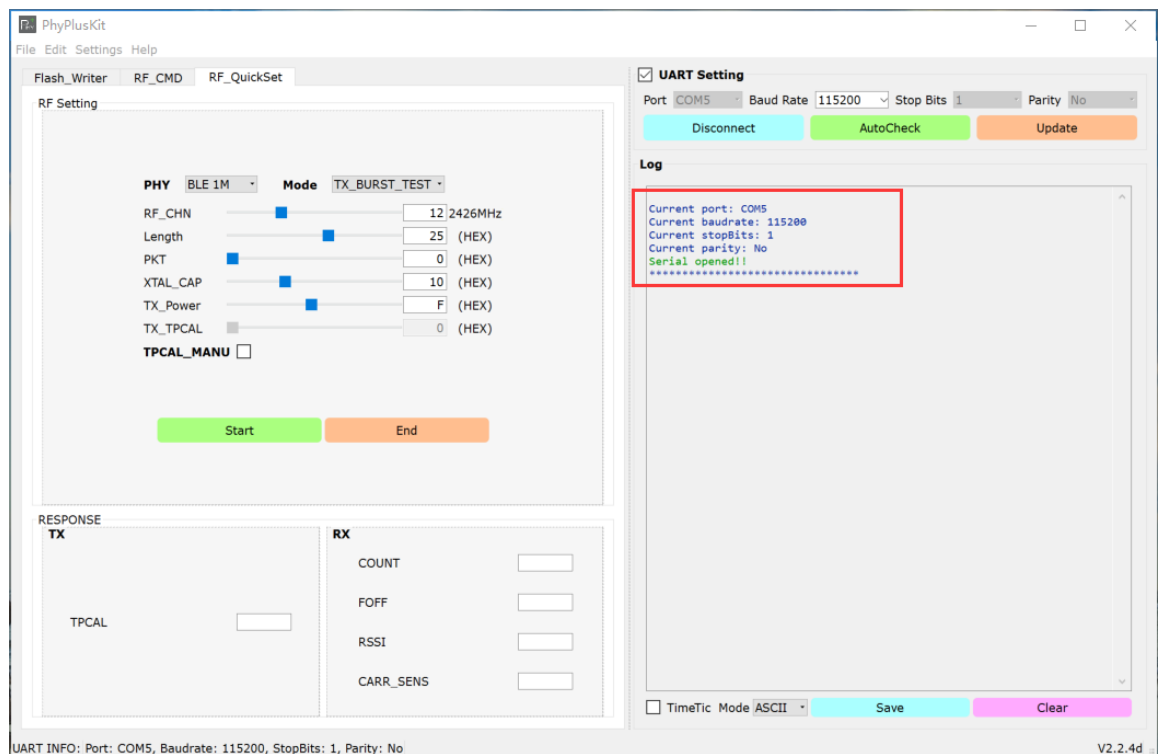 PhyPlusKit
File Edit Settings Help
Flash_Writer RF_CMD RF_QuickSet
RF Setting
PHY BLE 1M Mode TX_BURST_TEST
RF_CHN 12 2426MHz
Length 25 (HEX)
PKT 0 (HEX)
XTAL_CAP 10 (HEX)
TX_Power F (HEX)
TX_TPCAL 0 (HEX)
TPCAL_MANU
Start End
RESPONSE
TX
TPCAL
RX
COUNT
FOFF
RSSI
CARR_SENS
UART Setting
Port COM5 Baud Rate 115200 Stop Bits 1 Parity No
Disconnect AutoCheck Update
Log
Current port: COM5
Current baudrate: 115200
Current stopBits: 1
Current parity: No
Serial opened!!
********************************
TimeTic Mode ASCII Save Clear
UART INFO: Port: COM5, Baudrate: 115200, StopBits: 1, Parity: No
V2.2.4d